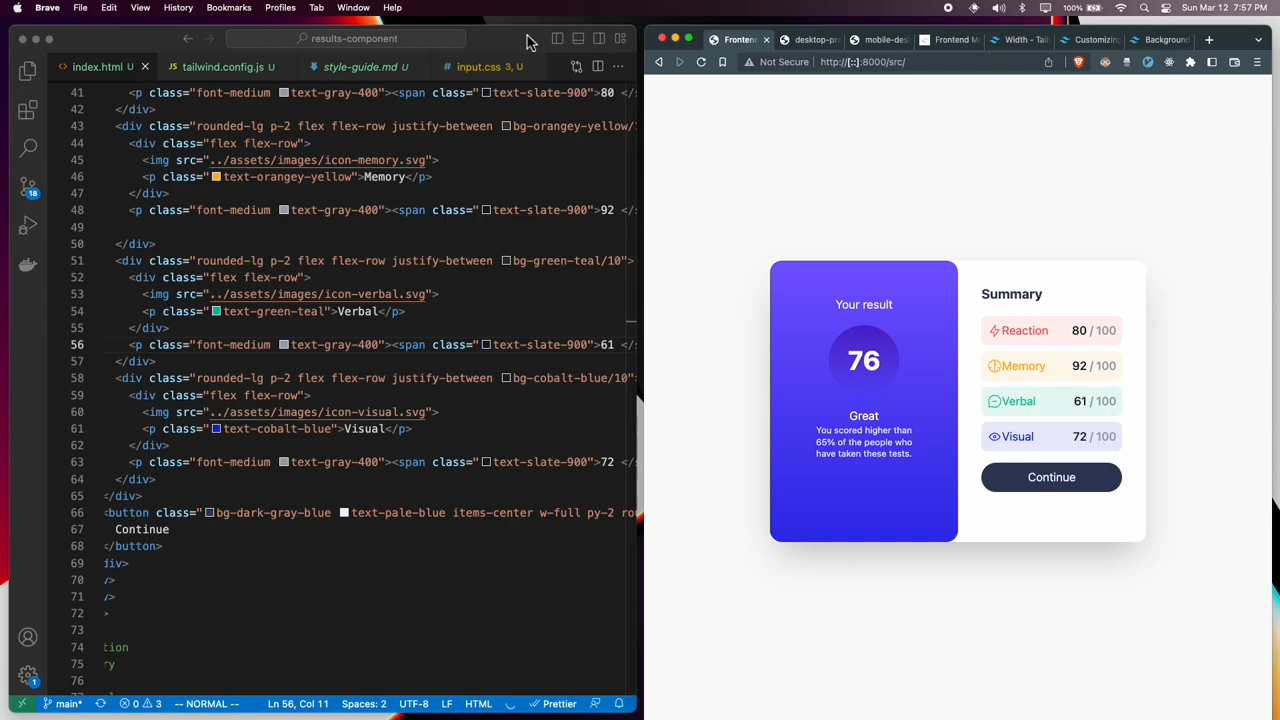 Brave File Edit View History Bookmarks Profiles Tab Window Help
100% Sun Mar 12 7:57 PM
results-component
index.html
tailwind.config.js U
style-guide.md U
input.css 3, U
41 <p class="font-medium text-gray-400"><span class="text-slate-900">80 </s
42 </div>
43 <div class="rounded-lg p-2 flex flex-row justify-between bg-orangey-yellow/1
44 <div class="flex flex-row">
45 <img src="../assets/images/icon-memory.svg">
46 <p class="text-orangey-yellow">Memory</p>
47 </div>
48 <p class="font-medium text-gray-400"><span class="text-slate-900">92 </s
49
50 </div>
51 <div class="rounded-lg p-2 flex flex-row justify-between bg-green-teal/10">
52 <div class="flex flex-row">
53 <img src="../assets/images/icon-verbal.svg">
54 <p class="text-green-teal">Verbal</p>
55 </div>
56 <p class="font-medium text-gray-400"><span class="text-slate-900">61 </s
57 </div>
58 <div class="rounded-lg p-2 flex flex-row justify-between bg-cobalt-blue/10">
59 <div class="flex flex-row">
60 <img src="../assets/images/icon-visual.svg">
61 <p class="text-cobalt-blue">Visual</p>
62 </div>
63 <p class="font-medium text-gray-400"><span class="text-slate-900">72 </s
64 </div>
65 </div>
66 <button class="bg-dark-gray-blue text-pale-blue items-center w-full py-2 rou
67 Continue
68 </button>
69 div>
70 >
71 >
72 >
73
74 tion
75 ry
76
18
1
main* 0 3 -- NORMAL -- Ln 56, Col 11 Spaces: 2 UTF-8 LF HTML Prettier
Frontend
desktop-pre
mobile-des
Frontend Me
Width - Tail
Customizing
Background
Not Secure http://[::]:8000/src/
Your result
76
Great
You scored higher than
65% of the people who
have taken these tests.
Summary
Reaction 80 / 100
Memory 92 / 100
Verbal 61 / 100
Visual 72 / 100
Continue